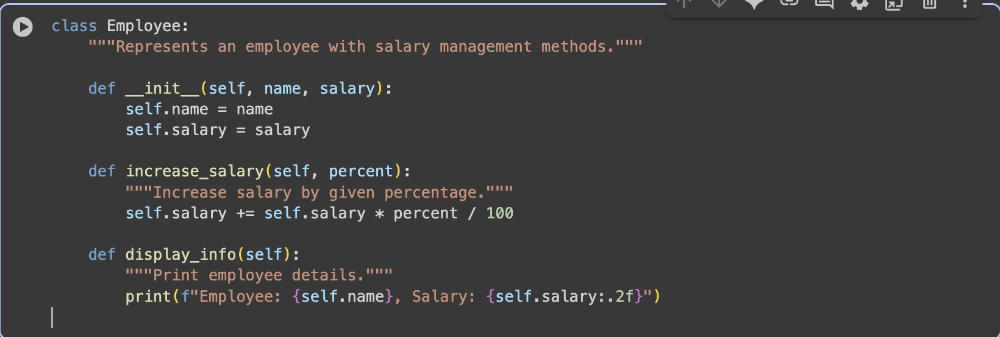 class Employee:
    """Represents an employee with salary management methods."""

    def __init__(self, name, salary):
        self.name = name
        self.salary = salary

    def increase_salary(self, percent):
        """Increase salary by given percentage."""
        self.salary += self.salary * percent / 100

    def display_info(self):
        """Print employee details."""
        print(f"Employee: {self.name}, Salary: {self.salary:.2f}")